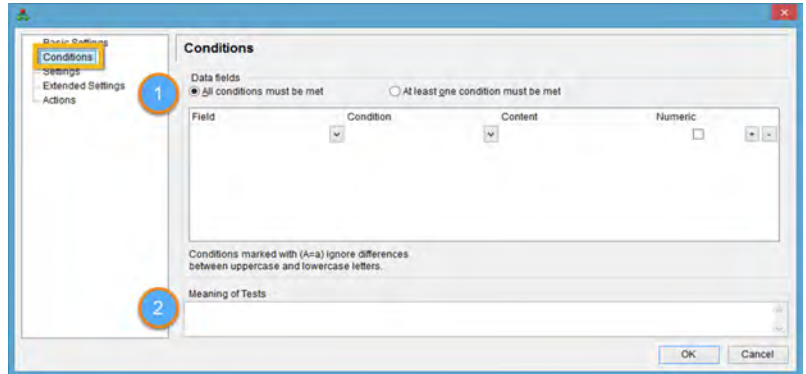 Basic Settings
Conditions
Settings
Extended Settings
Actions
Conditions
Data fields
1
All conditions must be met At least one condition must be met
Field Condition Content Numeric
+ -
Conditions marked with (A=a) ignore differences
between uppercase and lowercase letters.
Meaning of Tests
2
OK Cancel